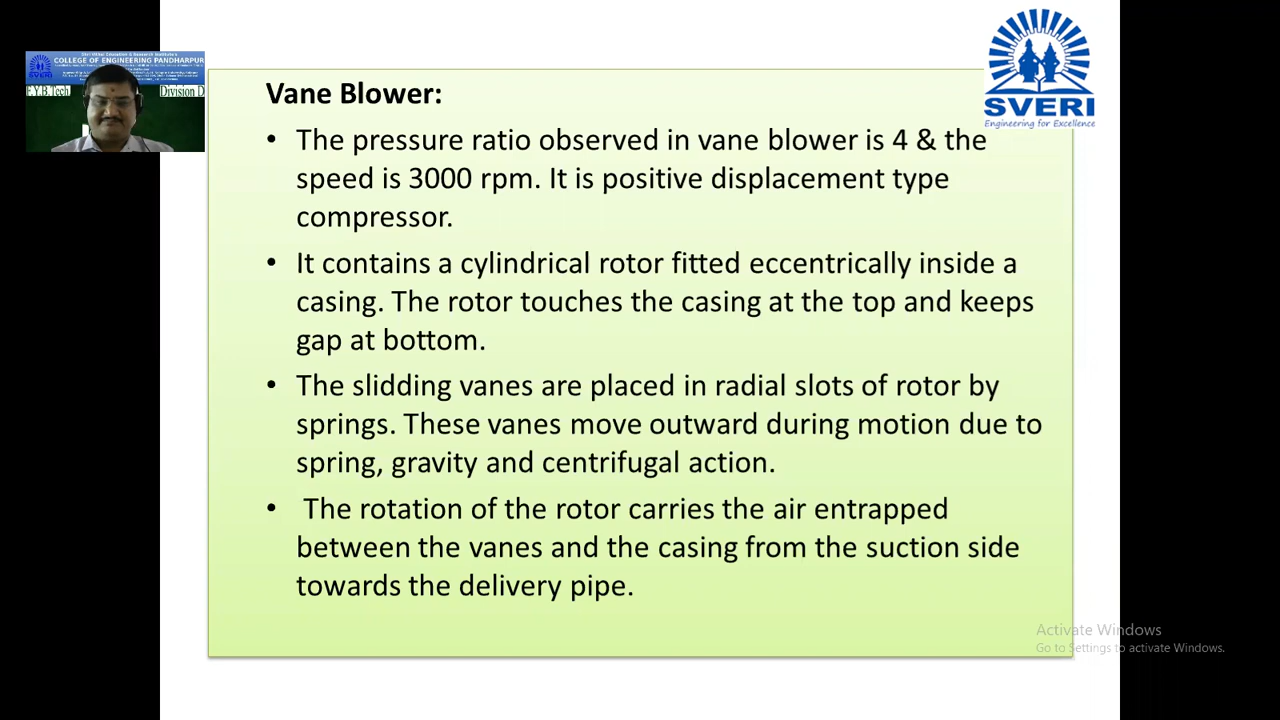 COLLEGE OF ENGINEERING PANDHARPUR
SVERI
F.Y.B.Tech
Division D
SVERI
Engineering for Excellence
Vane Blower:
• The pressure ratio observed in vane blower is 4 & the
speed is 3000 rpm. It is positive displacement type
compressor.
• It contains a cylindrical rotor fitted eccentrically inside a
casing. The rotor touches the casing at the top and keeps
gap at bottom.
• The slidding vanes are placed in radial slots of rotor by
springs. These vanes move outward during motion due to
spring, gravity and centrifugal action.
• The rotation of the rotor carries the air entrapped
between the vanes and the casing from the suction side
towards the delivery pipe.
Activate Windows
Go to Settings to activate Windows.